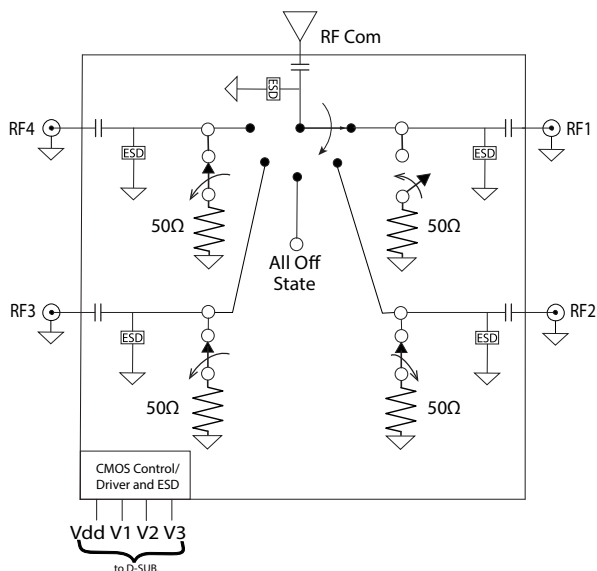 RF Com
ESD
RF4
RF1
ESD
ESD
50Ω
50Ω
All Off
State
RF3
RF2
ESD
ESD
50Ω
50Ω
CMOS Control/
Driver and ESD
Vdd V1 V2 V3
to D-SUB